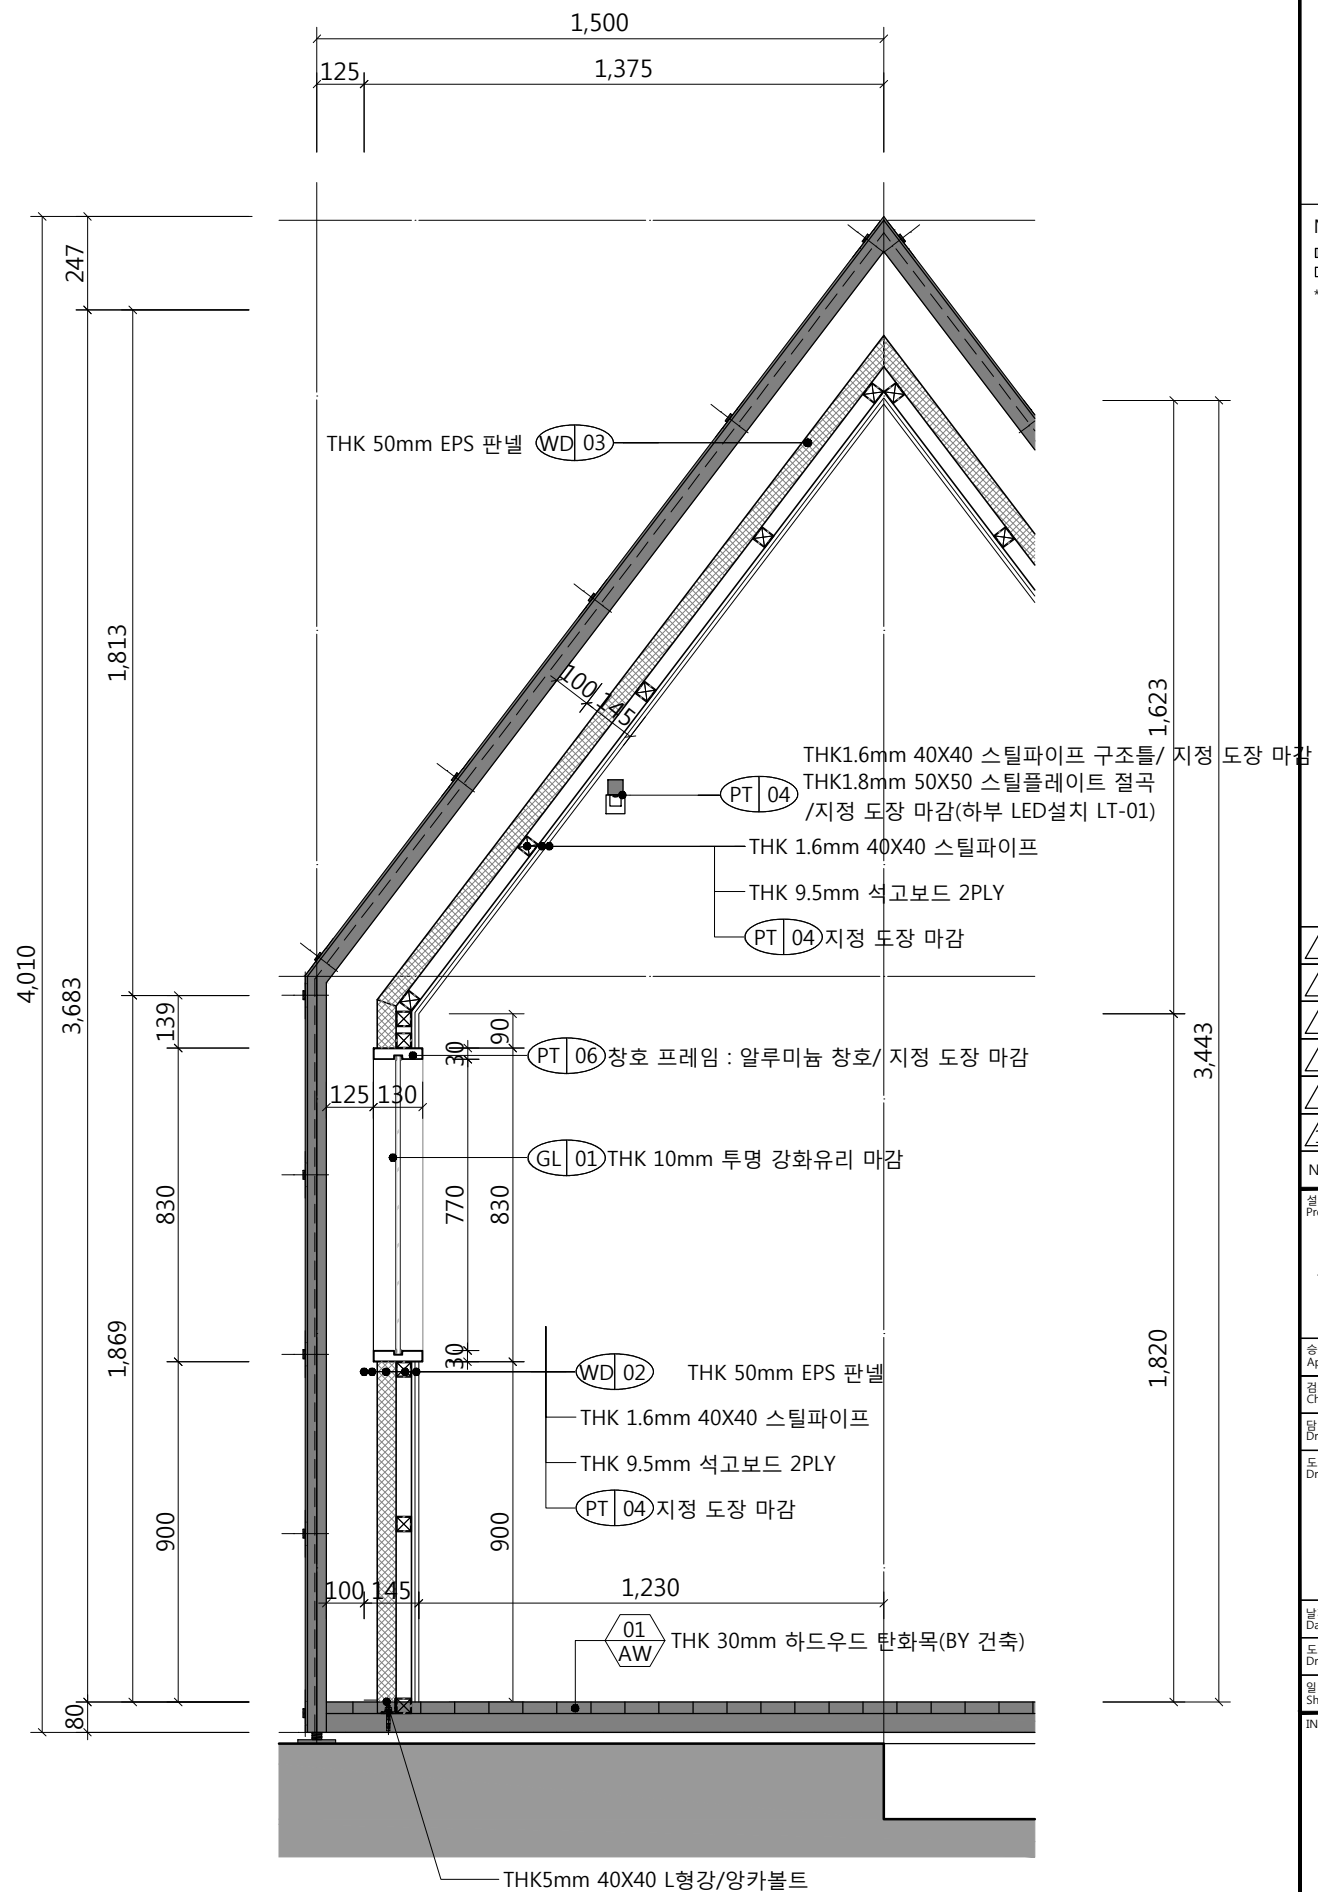 1,500
125
1,375
247
THK 50mm EPS 판넬
WD 03
1,813
100
145
1,623
THK1.6mm 40X40 스틸파이프 구조틀/ 지정 도장 마감
PT 04
THK1.8mm 50X50 스틸플레이트 절곡
/지정 도장 마감(하부 LED설치 LT-01)
THK 1.6mm 40X40 스틸파이프
THK 9.5mm 석고보드 2PLY
PT 04 지정 도장 마감
4,010
3,683
139
90
30
PT 06 창호 프레임 : 알루미늄 창호/ 지정 도장 마감
3,443
125
130
GL 01 THK 10mm 투명 강화유리 마감
830
770
830
1,869
30
1,820
WD 02 THK 50mm EPS 판넬
THK 1.6mm 40X40 스틸파이프
THK 9.5mm 석고보드 2PLY
PT 04 지정 도장 마감
900
900
100
145
1,230
01
AW
THK 30mm 하드우드 탄화목(BY 건축)
80
THK5mm 40X40 L형강/앙카볼트